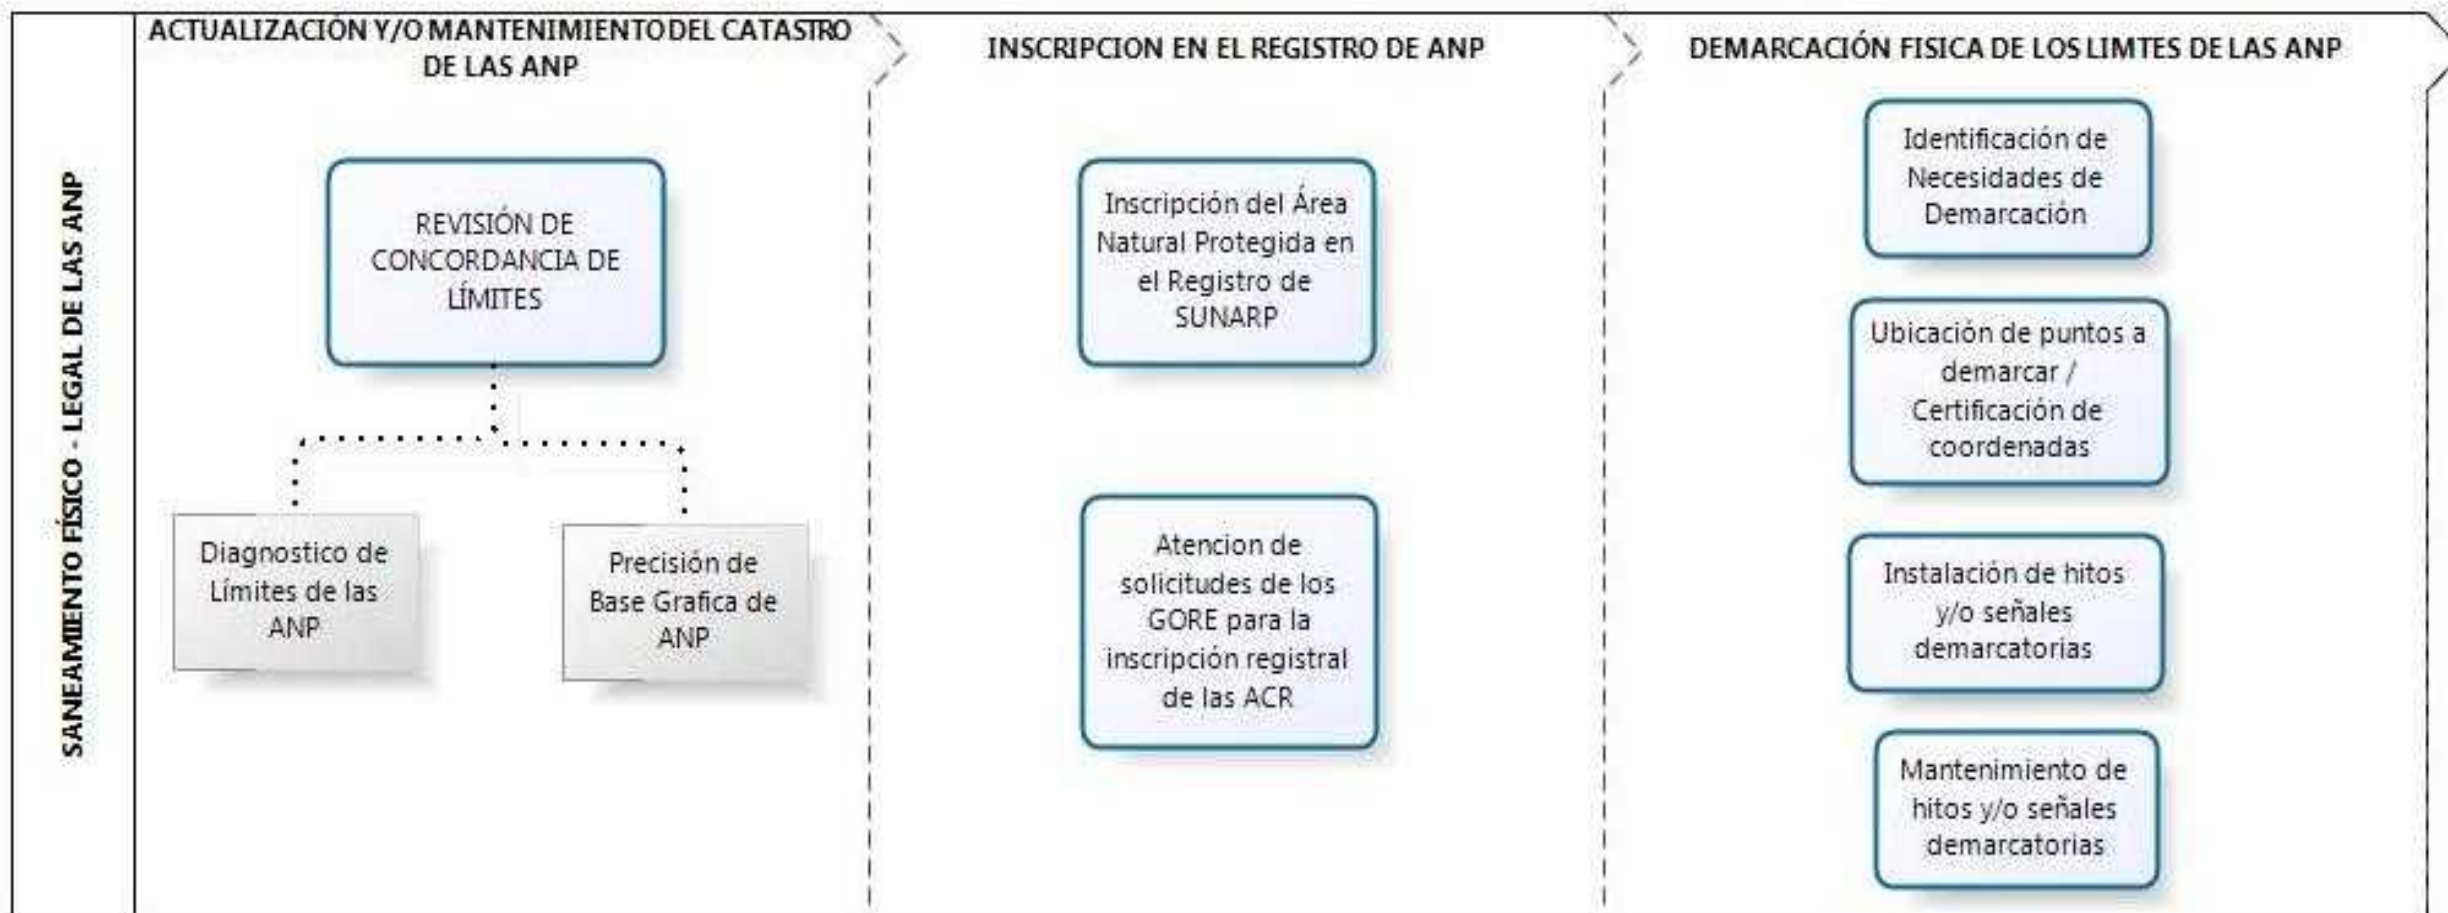 SANEAMIENTO FÍSICO - LEGAL DE LAS ANP
ACTUALIZACIÓN Y/O MANTENIMIENTO DEL CATASTRO
DE LAS ANP
REVISIÓN DE
CONCORDANCIA DE
LÍMITES
Diagnostico de
Límites de las
ANP
Precisión de
Base Grafica de
ANP
INSCRIPCION EN EL REGISTRO DE ANP
Inscripción del Área
Natural Protegida en
el Registro de
SUNARP
Atencion de
solicitudes de los
GORE para la
inscripción registral
de las ACR
DEMARCACIÓN FISICA DE LOS LIMTES DE LAS ANP
Identificación de
Necesidades de
Demarcación
Ubicación de puntos a
demarcar /
Certificación de
coordenadas
Instalación de hitos
y/o señales
demarcatorias
Mantenimiento de
hitos y/o señales
demarcatorias